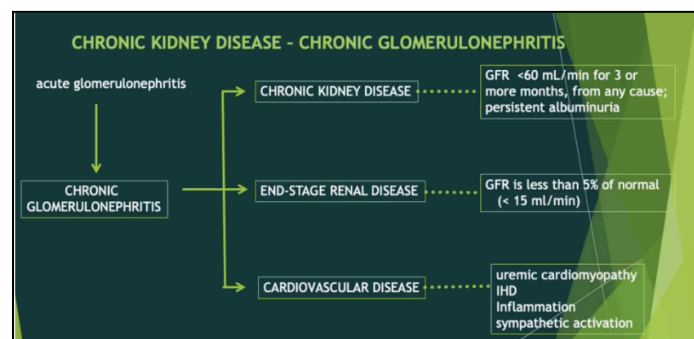 CHRONIC KIDNEY DISEASE – CHRONIC GLOMERULONEPHRITIS
acute glomerulonephritis
CHRONIC
GLOMERULONEPHRITIS
CHRONIC KIDNEY DISEASE
GFR <60 mL/min for 3 or
more months, from any cause;
persistent albuminuria
END-STAGE RENAL DISEASE
GFR is less than 5% of normal
(< 15 ml/min)
CARDIOVASCULAR DISEASE
uremic cardiomyopathy
IHD
Inflammation
sympathetic activation